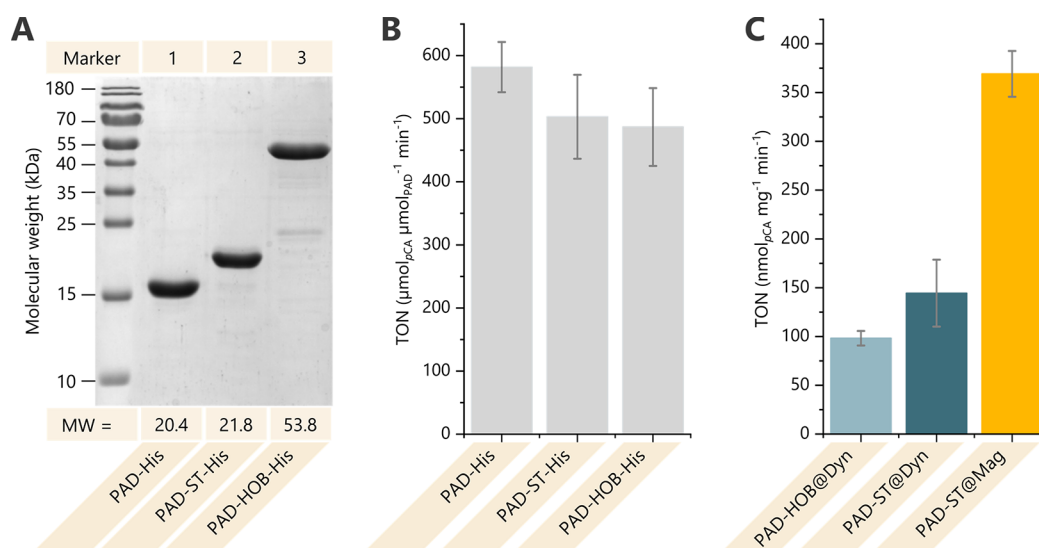 A
Marker 1 2 3
Molecular weight (kDa)
180
70
55
40
35
25
15
10
MW = 20.4 21.8 53.8
PAD-His
PAD-ST-His
PAD-HOB-His
B
TON (µmolpCA µmolPAD⁻¹ min⁻¹)
600
500
400
300
200
100
0
PAD-His
PAD-ST-His
PAD-HOB-His
C
TON (nmolpCA mg⁻¹ min⁻¹)
400
350
300
250
200
150
100
50
0
PAD-HOB@Dyn
PAD-ST@Dyn
PAD-ST@Mag